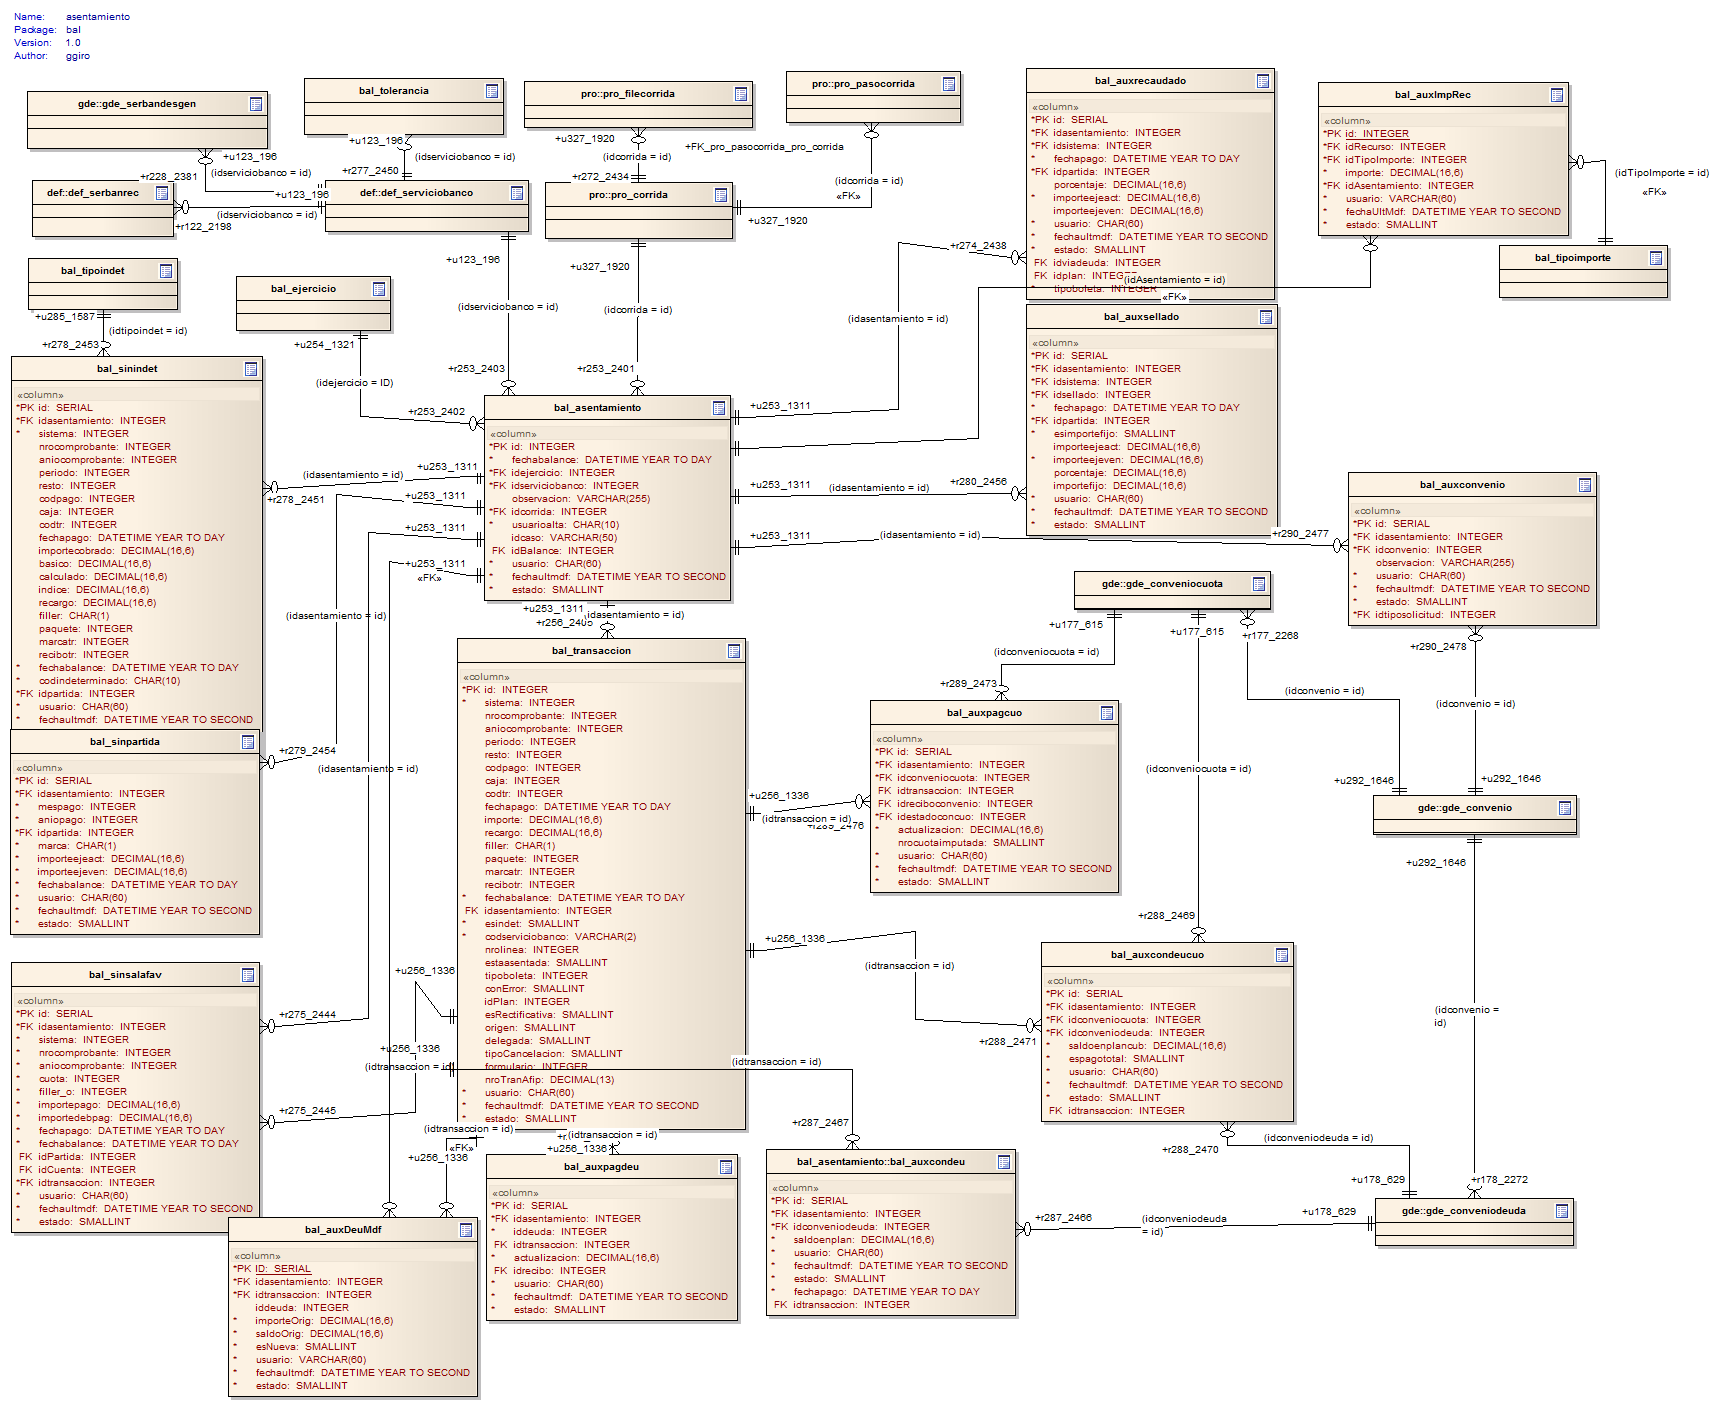 Name: asentamiento
Package: bal
Version: 1.0
Author: ggiro
gde::gde_serbandesgen
bal_tolerancia
pro::pro_filecorrida
pro::pro_pasocorrida
+u123_196
+u123_196
(idserviciobanco = id)
(idserviciobanco = id)
+r228_2381
+r277_2450
+u327_1920
(idcorrida = id)
+r272_2434
+FK_pro_pasocorrida_pro_corrida
(idcorrida = id)
«FK»
+u327_1920
def::def_serbanrec
+u123_196
(idserviciobanco = id)
+r122_2198
def::def_serviciobanco
pro::pro_corrida
+u123_196
(idserviciobanco = id)
+r253_2403
+u327_1920
(idcorrida = id)
+r253_2401
bal_tipoindet
+u285_1587
(idtipoindet = id)
+r278_2453
bal_ejercicio
+u254_1321
(idejercicio = ID)
+r253_2402
bal_auxrecaudado
«column»
*PK id: SERIAL
*FK idasentamiento: INTEGER
*FK idsistema: INTEGER
* fechapago: DATETIME YEAR TO DAY
*FK idpartida: INTEGER
porcentaje: DECIMAL(16,6)
* importeejeact: DECIMAL(16,6)
importeejeven: DECIMAL(16,6)
* usuario: CHAR(60)
* fechaultmdf: DATETIME YEAR TO SECOND
* estado: SMALLINT
FK idviadeuda: INTEGER
FK idplan: INTEGER
* tipoboleta: INTEGER
+r274_2438
(idasentamiento = id)
+u253_1311
(idAsentamiento = id)
«FK»
bal_auxImpRec
«column»
*PK id: INTEGER
*FK idRecurso: INTEGER
*FK idTipoImporte: INTEGER
* importe: DECIMAL(16,6)
*FK idAsentamiento: INTEGER
* usuario: VARCHAR(60)
* fechaUltMdf: DATETIME YEAR TO SECOND
* estado: SMALLINT
(idTipoImporte = id)
«FK»
bal_tipoimporte
bal_auxsellado
«column»
*PK id: SERIAL
*FK idasentamiento: INTEGER
*FK idsistema: INTEGER
*FK idsellado: INTEGER
* fechapago: DATETIME YEAR TO DAY
*FK idpartida: INTEGER
* esimportefijo: SMALLINT
importeejeact: DECIMAL(16,6)
* importeejeven: DECIMAL(16,6)
porcentaje: DECIMAL(16,6)
importefijo: DECIMAL(16,6)
* usuario: CHAR(60)
* fechaultmdf: DATETIME YEAR TO SECOND
* estado: SMALLINT
+u253_1311
(idasentamiento = id)
+r280_2456
+u253_1311
(idasentamiento = id)
+r290_2477
bal_sinindet
«column»
*PK id: SERIAL
*FK idasentamiento: INTEGER
* sistema: INTEGER
nrocomprobante: INTEGER
aniocomprobante: INTEGER
periodo: INTEGER
resto: INTEGER
codpago: INTEGER
caja: INTEGER
codtr: INTEGER
fechapago: DATETIME YEAR TO DAY
importecobrado: DECIMAL(16,6)
basico: DECIMAL(16,6)
calculado: DECIMAL(16,6)
indice: DECIMAL(16,6)
recargo: DECIMAL(16,6)
filler: CHAR(1)
paquete: INTEGER
marcatr: INTEGER
recibotr: INTEGER
* fechabalance: DATETIME YEAR TO DAY
* codindeterminado: CHAR(10)
*FK idpartida: INTEGER
* usuario: CHAR(60)
* fechaultmdf: DATETIME YEAR TO SECOND
(idasentamiento = id)
+u253_1311
+r278_2451
+u253_1311
+u253_1311
+u253_1311
«FK»
(idasentamiento = id)
(idasentamiento = id)
bal_asentamiento
«column»
*PK id: INTEGER
* fechabalance: DATETIME YEAR TO DAY
*FK idejercicio: INTEGER
*FK idserviciobanco: INTEGER
observacion: VARCHAR(255)
*FK idcorrida: INTEGER
* usuarioalta: CHAR(10)
idcaso: VARCHAR(50)
FK idBalance: INTEGER
* usuario: CHAR(60)
* fechaultmdf: DATETIME YEAR TO SECOND
* estado: SMALLINT
+u253_1311
(idasentamiento = id)
+r256_2405
bal_auxconvenio
«column»
*PK id: SERIAL
*FK idasentamiento: INTEGER
*FK idconvenio: INTEGER
observacion: VARCHAR(255)
* usuario: CHAR(60)
* fechaultmdf: DATETIME YEAR TO SECOND
* estado: SMALLINT
*FK idtiposolicitud: INTEGER
gde::gde_conveniocuota
+u177_615
+u177_615
+r177_2268
+r290_2478
(idconveniocuota = id)
(idconvenio = id)
(idconvenio = id)
(idconveniocuota = id)
+r289_2473
+u292_1646
+u292_1646
gde::gde_convenio
+u292_1646
(idconvenio =
id)
+r178_2272
bal_sinpartida
«column»
*PK id: SERIAL
*FK idasentamiento: INTEGER
* mespago: INTEGER
* aniopago: INTEGER
*FK idpartida: INTEGER
* marca: CHAR(1)
* importeejeact: DECIMAL(16,6)
* importeejeven: DECIMAL(16,6)
* fechabalance: DATETIME YEAR TO DAY
* usuario: CHAR(60)
* fechaultmdf: DATETIME YEAR TO SECOND
* estado: SMALLINT
+r279_2454
bal_transaccion
«column»
*PK id: INTEGER
* sistema: INTEGER
nrocomprobante: INTEGER
aniocomprobante: INTEGER
periodo: INTEGER
resto: INTEGER
codpago: INTEGER
caja: INTEGER
codtr: INTEGER
fechapago: DATETIME YEAR TO DAY
importe: DECIMAL(16,6)
recargo: DECIMAL(16,6)
filler: CHAR(1)
paquete: INTEGER
marcatr: INTEGER
recibotr: INTEGER
* fechabalance: DATETIME YEAR TO DAY
FK idasentamiento: INTEGER
* esindet: SMALLINT
* codserviciobanco: VARCHAR(2)
nrolinea: INTEGER
estaasentada: SMALLINT
tipoboleta: INTEGER
conError: SMALLINT
idPlan: INTEGER
esRectificativa: SMALLINT
origen: SMALLINT
delegada: SMALLINT
tipoCancelacion: SMALLINT
formulario: INTEGER
nroTranAfip: DECIMAL(13)
* usuario: CHAR(60)
* fechaultmdf: DATETIME YEAR TO SECOND
* estado: SMALLINT
bal_auxpagcuo
«column»
*PK id: SERIAL
*FK idasentamiento: INTEGER
*FK idconveniocuota: INTEGER
FK idtransaccion: INTEGER
FK idreciboconvenio: INTEGER
*FK idestadoconcuo: INTEGER
* actualizacion: DECIMAL(16,6)
nrocuotaimputada: SMALLINT
* usuario: CHAR(60)
* fechaultmdf: DATETIME YEAR TO SECOND
* estado: SMALLINT
+u256_1336
(idtransaccion = id)
+r289_2476
+u256_1336
(idtransaccion = id)
+r288_2471
+r288_2469
bal_auxcondeucuo
«column»
*PK id: SERIAL
*FK idasentamiento: INTEGER
*FK idconveniocuota: INTEGER
*FK idconveniodeuda: INTEGER
* saldoenplancub: DECIMAL(16,6)
* espagototal: SMALLINT
* usuario: CHAR(60)
* fechaultmdf: DATETIME YEAR TO SECOND
* estado: SMALLINT
FK idtransaccion: INTEGER
+r288_2470
(idconveniodeuda = id)
+u178_629
bal_sinsalafav
«column»
*PK id: SERIAL
*FK idasentamiento: INTEGER
* sistema: INTEGER
* nrocomprobante: INTEGER
* aniocomprobante: INTEGER
* cuota: INTEGER
* filler_o: INTEGER
* importepago: DECIMAL(16,6)
* importedebpag: DECIMAL(16,6)
* fechapago: DATETIME YEAR TO DAY
* fechabalance: DATETIME YEAR TO DAY
FK idPartida: INTEGER
FK idCuenta: INTEGER
*FK idtransaccion: INTEGER
* usuario: CHAR(60)
* fechaultmdf: DATETIME YEAR TO SECOND
* estado: SMALLINT
+r275_2444
+r275_2445
+u256_1336
+u256_1336
(idtransaccion = id)
(idtransaccion = id)
+r287_2467
(idtransaccion = id)
«FK»
+u256_1336
(idtransaccion = id)
+u256_1336
bal_auxDeuMdf
«column»
*PK ID: SERIAL
*FK idasentamiento: INTEGER
*FK idtransaccion: INTEGER
iddeuda: INTEGER
* importeOrig: DECIMAL(16,6)
* saldoOrig: DECIMAL(16,6)
* esNueva: SMALLINT
* usuario: VARCHAR(60)
* fechaultmdf: DATETIME YEAR TO SECOND
* estado: SMALLINT
bal_auxpagdeu
«column»
*PK id: SERIAL
*FK idasentamiento: INTEGER
* iddeuda: INTEGER
FK idtransaccion: INTEGER
* actualizacion: DECIMAL(16,6)
FK idrecibo: INTEGER
* usuario: CHAR(60)
* fechaultmdf: DATETIME YEAR TO SECOND
* estado: SMALLINT
bal_asentamiento::bal_auxcondeu
«column»
*PK id: SERIAL
*FK idasentamiento: INTEGER
*FK idconveniodeuda: INTEGER
* saldoenplan: DECIMAL(16,6)
* usuario: CHAR(60)
* fechaultmdf: DATETIME YEAR TO SECOND
* estado: SMALLINT
* fechapago: DATETIME YEAR TO DAY
FK idtransaccion: INTEGER
+r287_2466
(idconveniodeuda
= id)
+u178_629
gde::gde_conveniodeuda